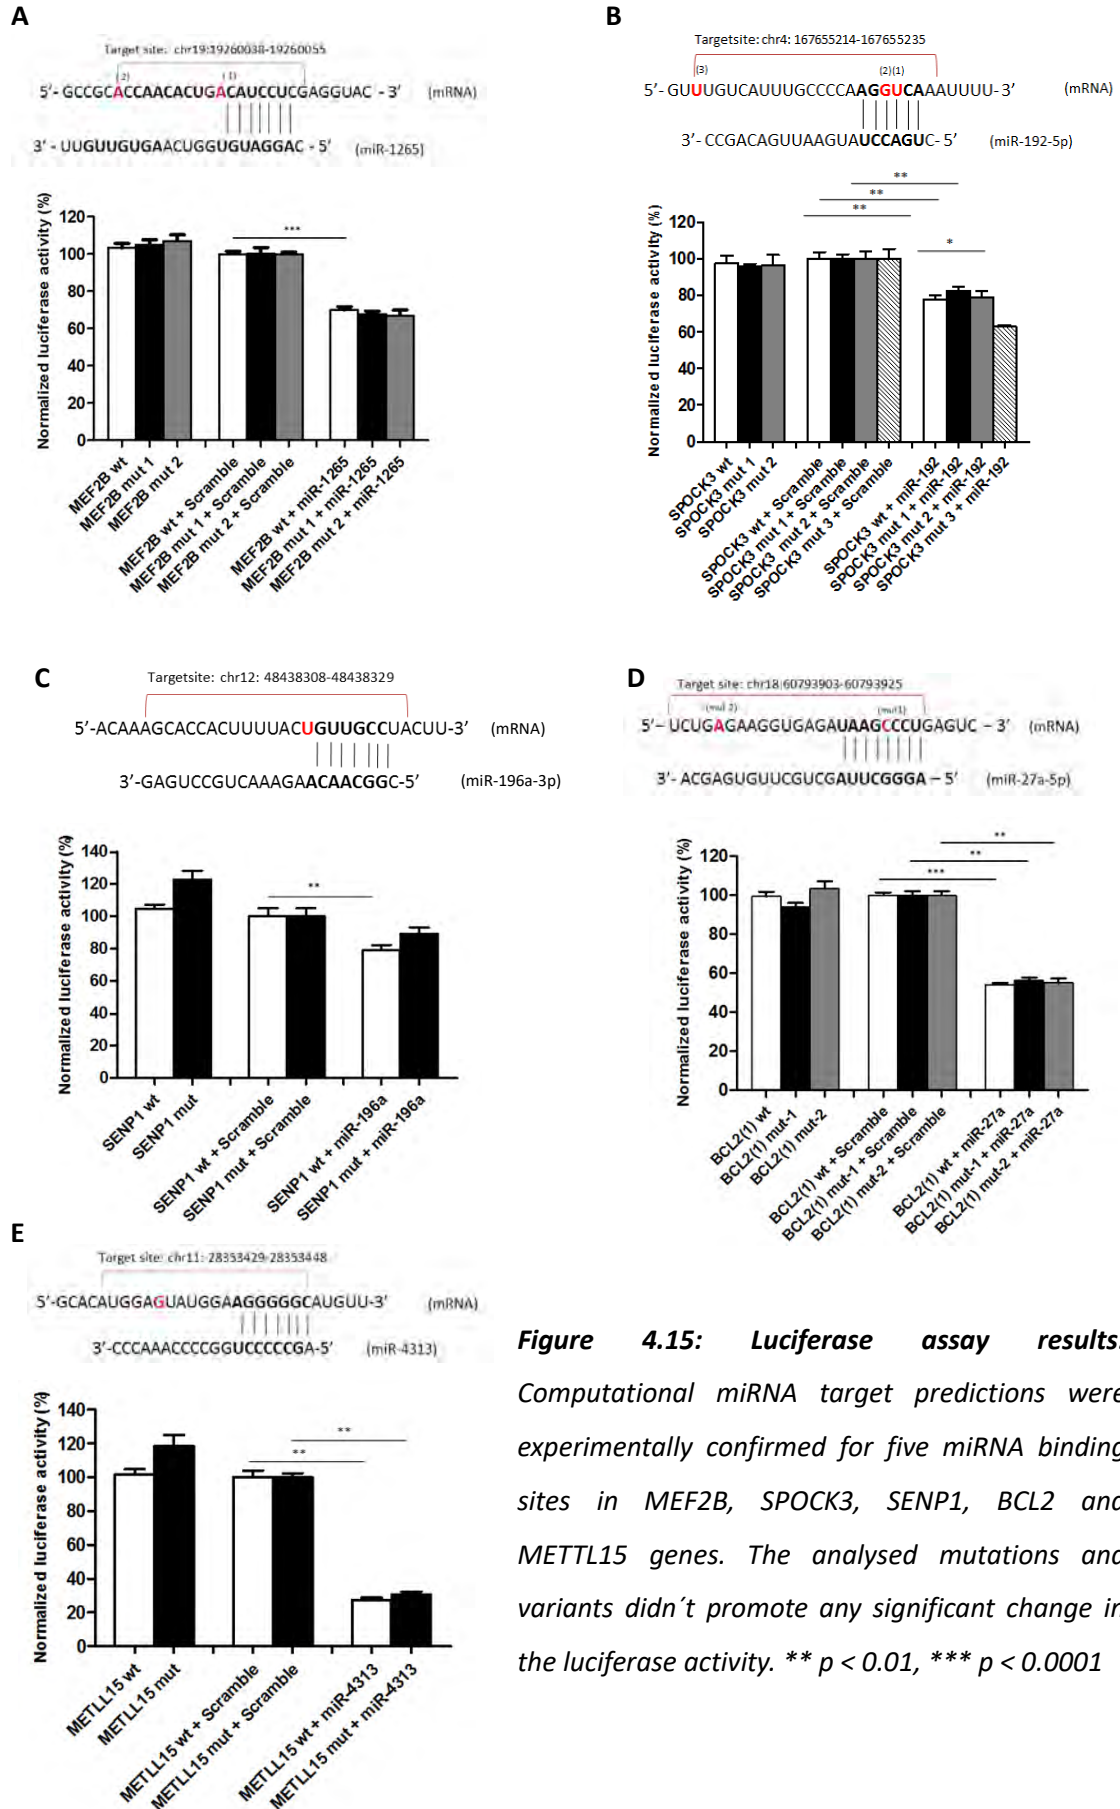 A
Target site: chr19:19260038-19260055
(2) (1)
5'- GCCGCACCAACACUGACAUCCUCGAGGUAC - 3' (mRNA)
3' - UUGUUGUGAACUGGUGUAGGAC - 5' (miR-1265)
Normalized luciferase activity (%)
120
100
80
60
40
20
0
***
MEF2B wt
MEF2B mut 1
MEF2B mut 2
MEF2B wt + Scramble
MEF2B mut 1 + Scramble
MEF2B mut 2 + Scramble
MEF2B wt + miR-1265
MEF2B mut 1 + miR-1265
MEF2B mut 2 + miR-1265
B
Targetsite: chr4: 167655214-167655235
(3) (2)(1)
5'- GUUUGUCAUUUGCCCCAAGGUCAAAUUUU-3' (mRNA)
3'- CCGACAGUUAAGUAUCCAGUC-5' (miR-192-5p)
Normalized luciferase activity (%)
120
100
80
60
40
20
0
**
**
**
*
SPOCK3 wt
SPOCK3 mut 1
SPOCK3 mut 2
SPOCK3 wt + Scramble
SPOCK3 mut 1 + Scramble
SPOCK3 mut 2 + Scramble
SPOCK3 mut 3 + Scramble
SPOCK3 wt + miR-192
SPOCK3 mut 1 + miR-192
SPOCK3 mut 2 + miR-192
SPOCK3 mut 3 + miR-192
C
Targetsite: chr12: 48438308-48438329
5'-ACAAAGCACCACUUUUACUGUUGCCUACUU-3' (mRNA)
3'-GAGUCCGUCAAAGAACAACGGC-5' (miR-196a-3p)
Normalized luciferase activity (%)
140
120
100
80
60
40
20
0
**
SENP1 wt
SENP1 mut
SENP1 wt + Scramble
SENP1 mut + Scramble
SENP1 wt + miR-196a
SENP1 mut + miR-196a
D
Target site: chr18:60793903-60793925
(mut 2) (mut1)
5'- UCUGAGAAGGUGAGAUAAGCCCUGAGUC - 3' (mRNA)
3'- ACGAGUGUUCGUCGAUUCGGGA - 5' (miR-27a-5p)
Normalized luciferase activity (%)
120
100
80
60
40
20
0
**
**
***
BCL2(1) wt
BCL2(1) mut-1
BCL2(1) mut-2
BCL2(1) wt + Scramble
BCL2(1) mut-1 + Scramble
BCL2(1) mut-2 + Scramble
BCL2(1) wt + miR-27a
BCL2(1) mut-1 + miR-27a
BCL2(1) mut-2 + miR-27a
E
Target site: chr11: 28353429-28353448
5'-GCACAUGGAGUAUGGAAGGGGGCAUGUU-3' (mRNA)
3'-CCCAAACCCCGGUCCCCCGA-5' (miR-4313)
Normalized luciferase activity (%)
140
120
100
80
60
40
20
0
**
**
METLL15 wt
METLL15 mut
METLL15 wt + Scramble
METLL15 mut + Scramble
METLL15 wt + miR-4313
METLL15 mut + miR-4313
Figure 4.15: Luciferase assay results.
Computational miRNA target predictions were
experimentally confirmed for five miRNA binding
sites in MEF2B, SPOCK3, SENP1, BCL2 and
METTL15 genes. The analysed mutations and
variants didn´t promote any significant change in
the luciferase activity. ** p < 0.01, *** p < 0.0001